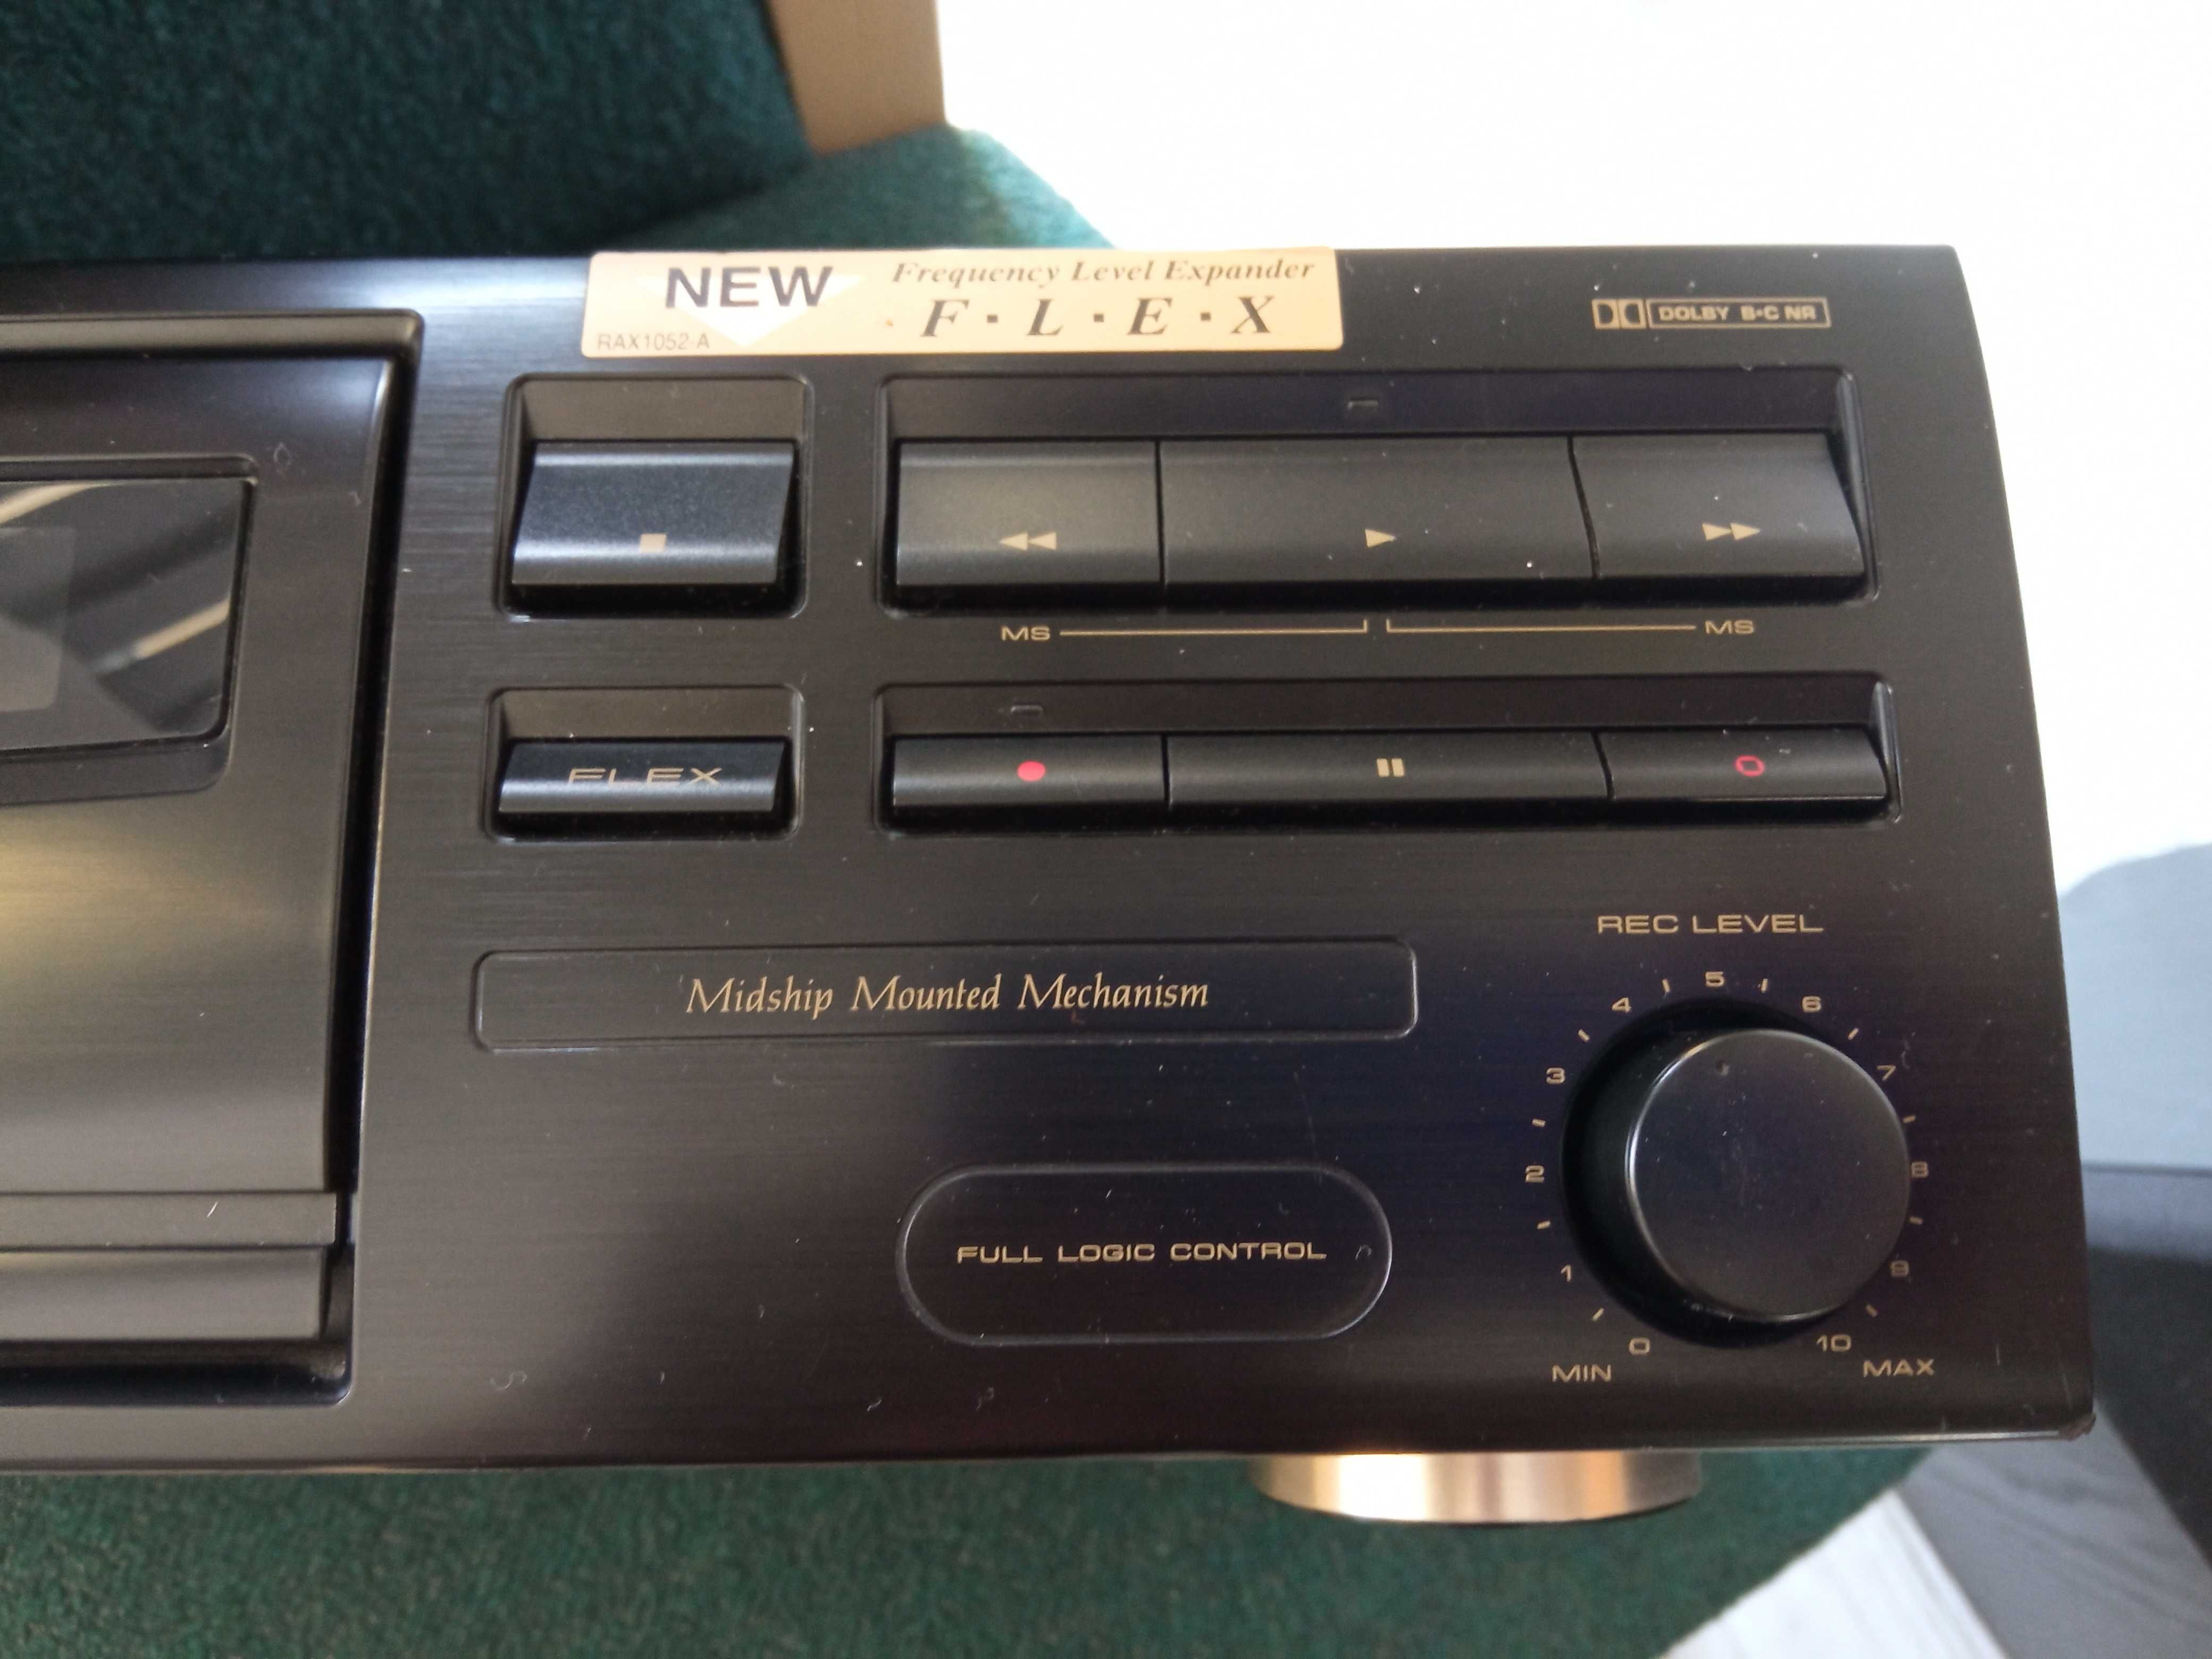 NEW
Frequency Level Expander
F·L·E·X
RAX1052-A
DOLBY B·C NR
MS MS
FLEX
REC LEVEL
Midship Mounted Mechanism
0 1 2 3 4 5 6 7 8 9 10
FULL LOGIC CONTROL
MIN MAX